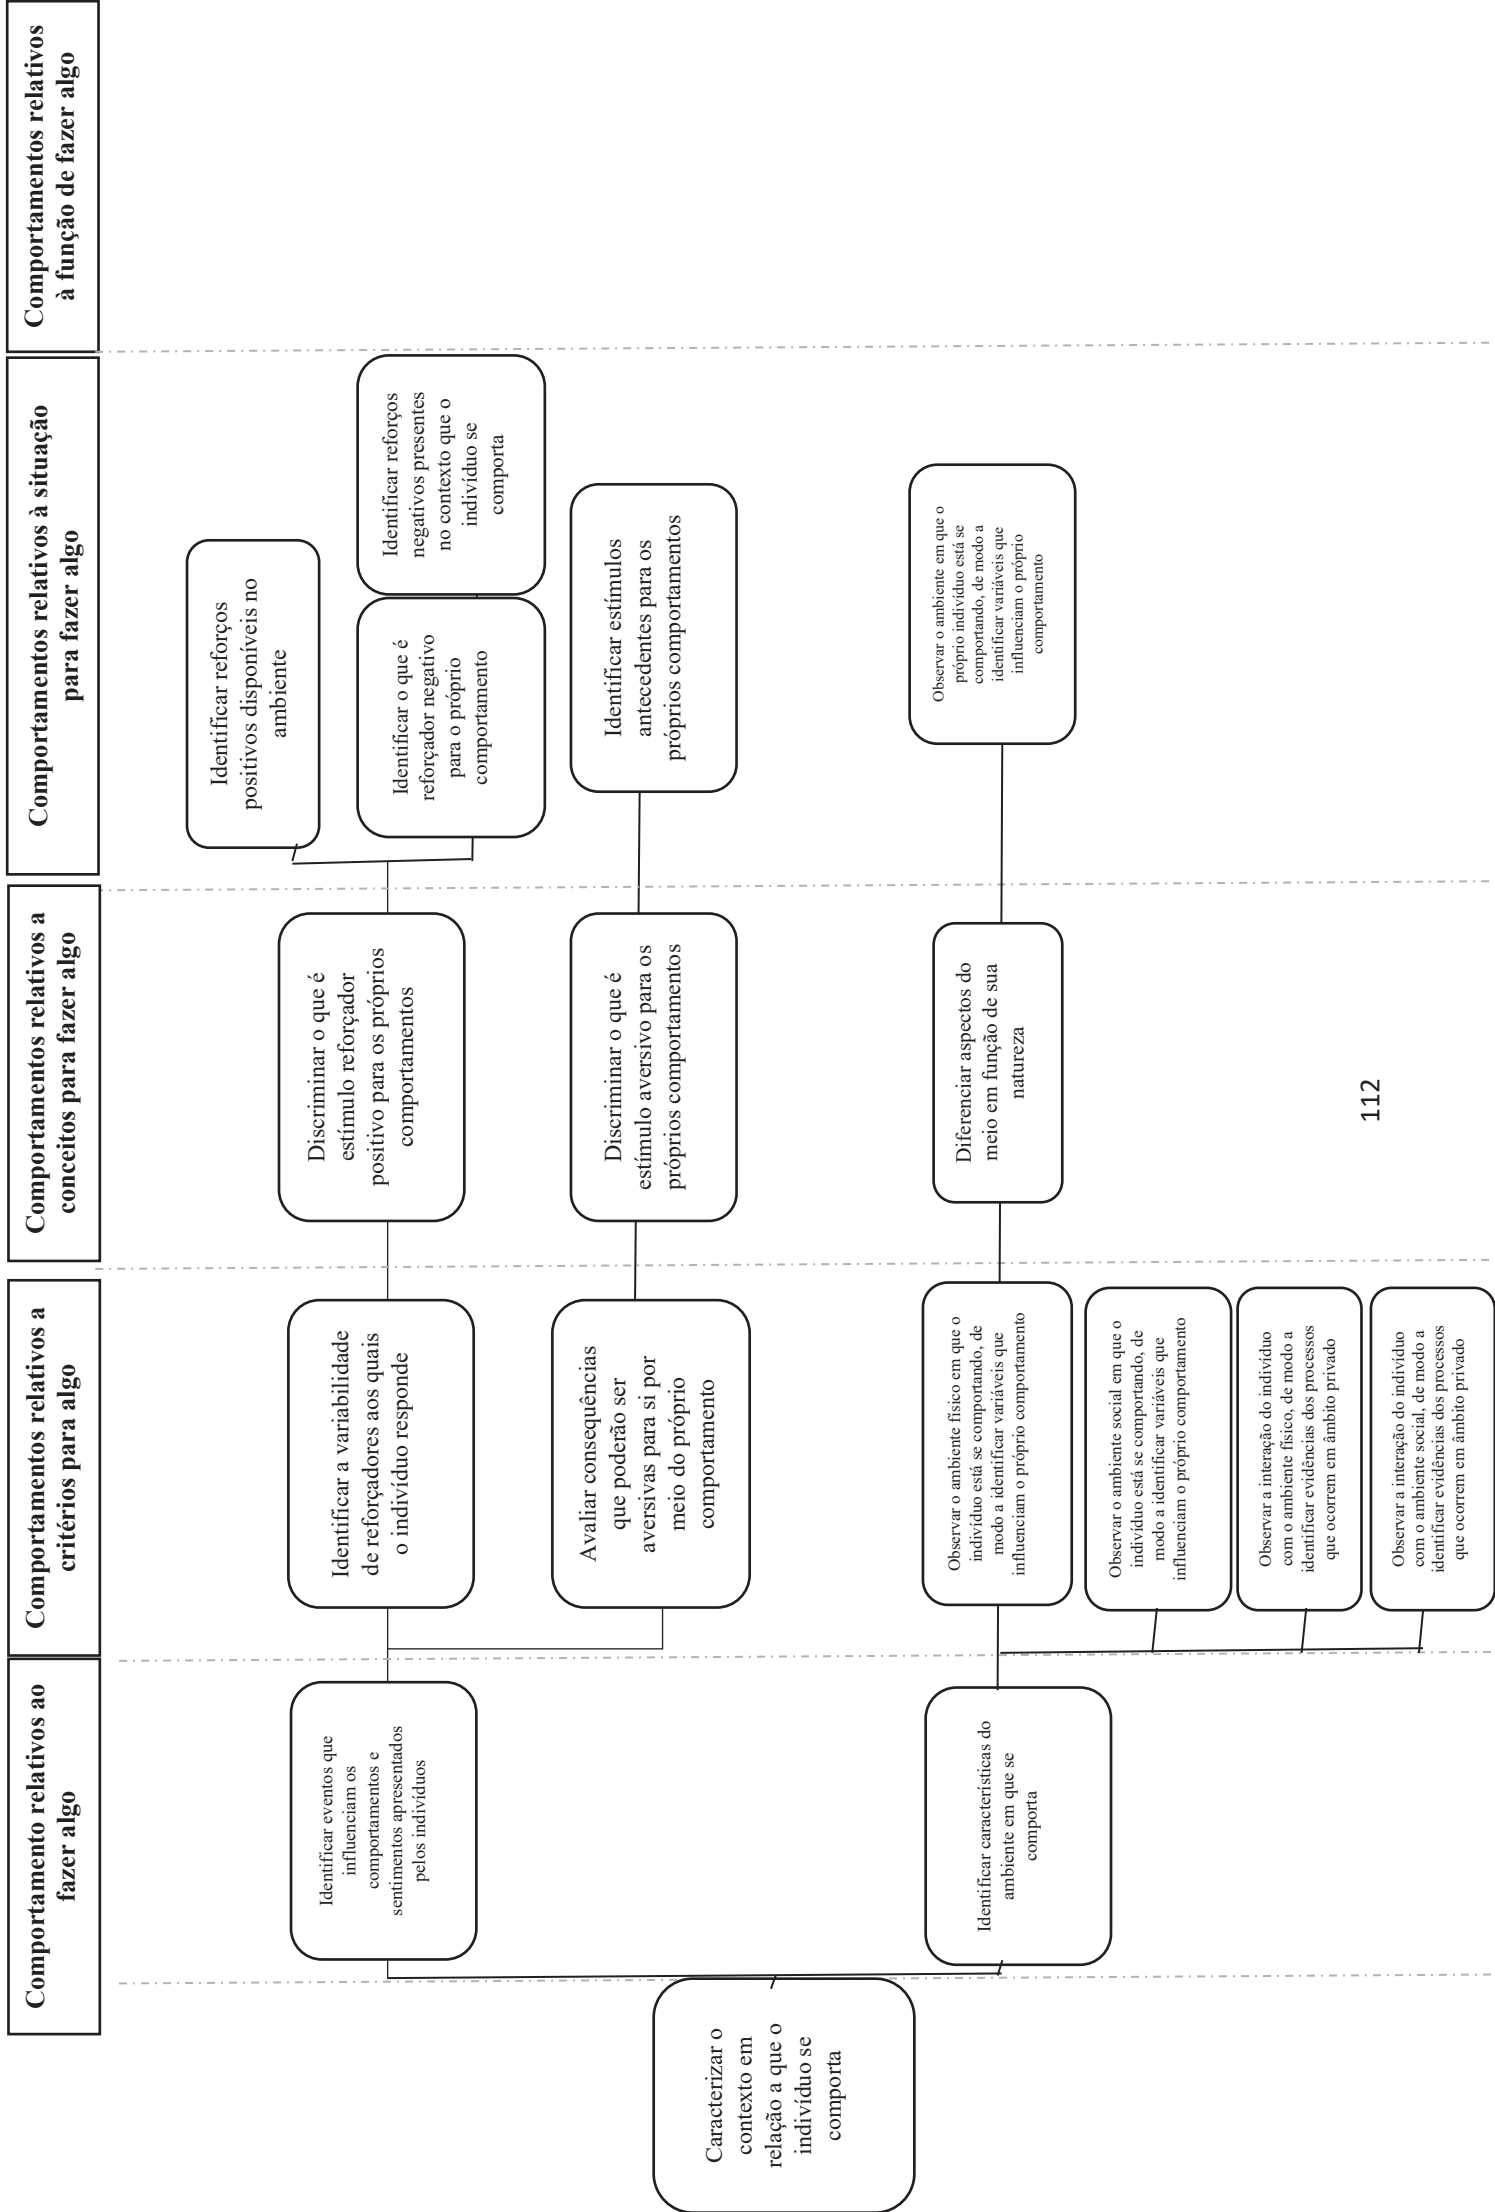 Comportamento relativos ao
fazer algo
Comportamentos relativos a
critérios para algo
Comportamentos relativos a
conceitos para fazer algo
Comportamentos relativos à situação
para fazer algo
Comportamentos relativos
à função de fazer algo
Caracterizar o
contexto em
relação a que o
indivíduo se
comporta
Identificar eventos que
influenciam os
comportamentos e
sentimentos apresentados
pelos indivíduos
Identificar a variabilidade
de reforçadores aos quais
o indivíduo responde
Discriminar o que é
estímulo reforçador
positivo para os próprios
comportamentos
Identificar reforços
positivos disponíveis no
ambiente
Identificar o que é
reforçador negativo
para o próprio
comportamento
Identificar reforços
negativos presentes
no contexto que o
indivíduo se
comporta
Avaliar consequências
que poderão ser
aversivas para si por
meio do próprio
comportamento
Discriminar o que é
estímulo aversivo para os
próprios comportamentos
Identificar estímulos
antecedentes para os
próprios comportamentos
Identificar características do
ambiente em que se
comporta
Observar o ambiente físico em que o
indivíduo está se comportando, de
modo a identificar variáveis que
influenciam o próprio comportamento
Diferenciar aspectos do
meio em função de sua
natureza
Observar o ambiente em que o
próprio indivíduo está se
comportando, de modo a
identificar variáveis que
influenciam o próprio
comportamento
Observar o ambiente social em que o
indivíduo está se comportando, de
modo a identificar variáveis que
influenciam o próprio comportamento
Observar a interação do indivíduo
com o ambiente físico, de modo a
identificar evidências dos processos
que ocorrem em âmbito privado
Observar a interação do indivíduo
com o ambiente social, de modo a
identificar evidências dos processos
que ocorrem em âmbito privado
112